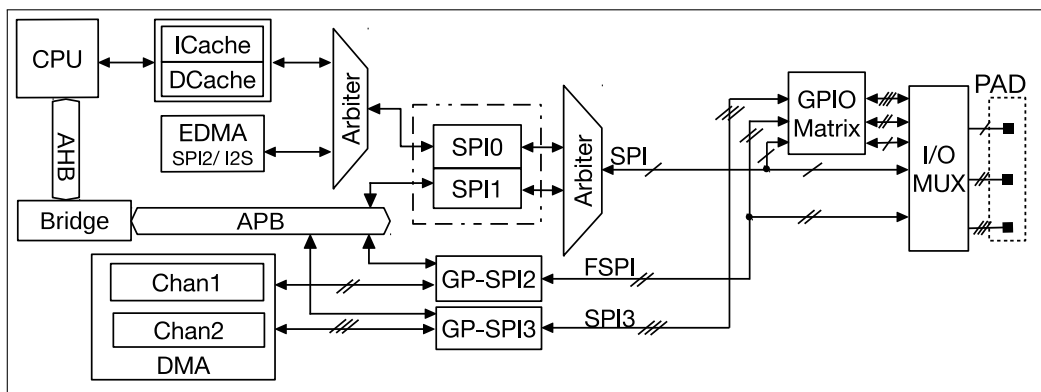 CPU
ICache
DCache
Arbiter
EDMA
SPI2/ I2S
AHB
Bridge
APB
SPI0
SPI1
Arbiter
SPI
GPIO
Matrix
I/O
MUX
PAD
Chan1
Chan2
DMA
GP-SPI2
GP-SPI3
FSPI
SPI3